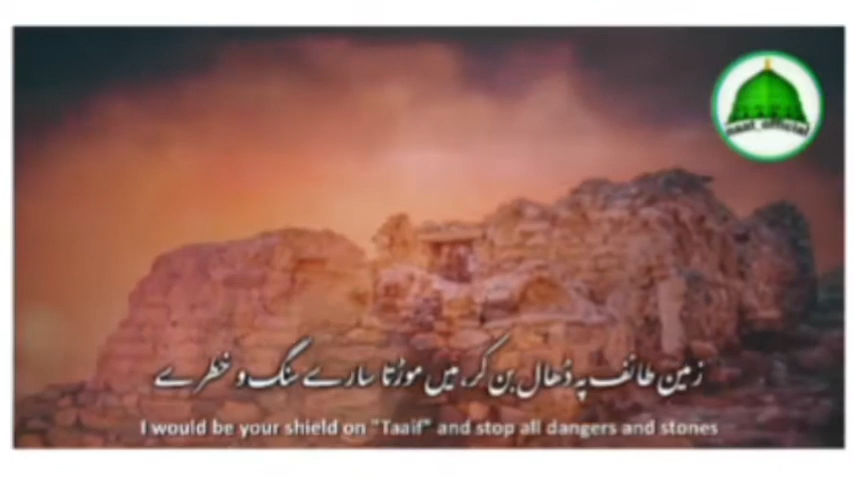 naat_official
زمین طائف پہ ڈھال بن کر، میں موڑتا سارے سنگ و خطرے
I would be your shield on "Taaif" and stop all dangers and stones